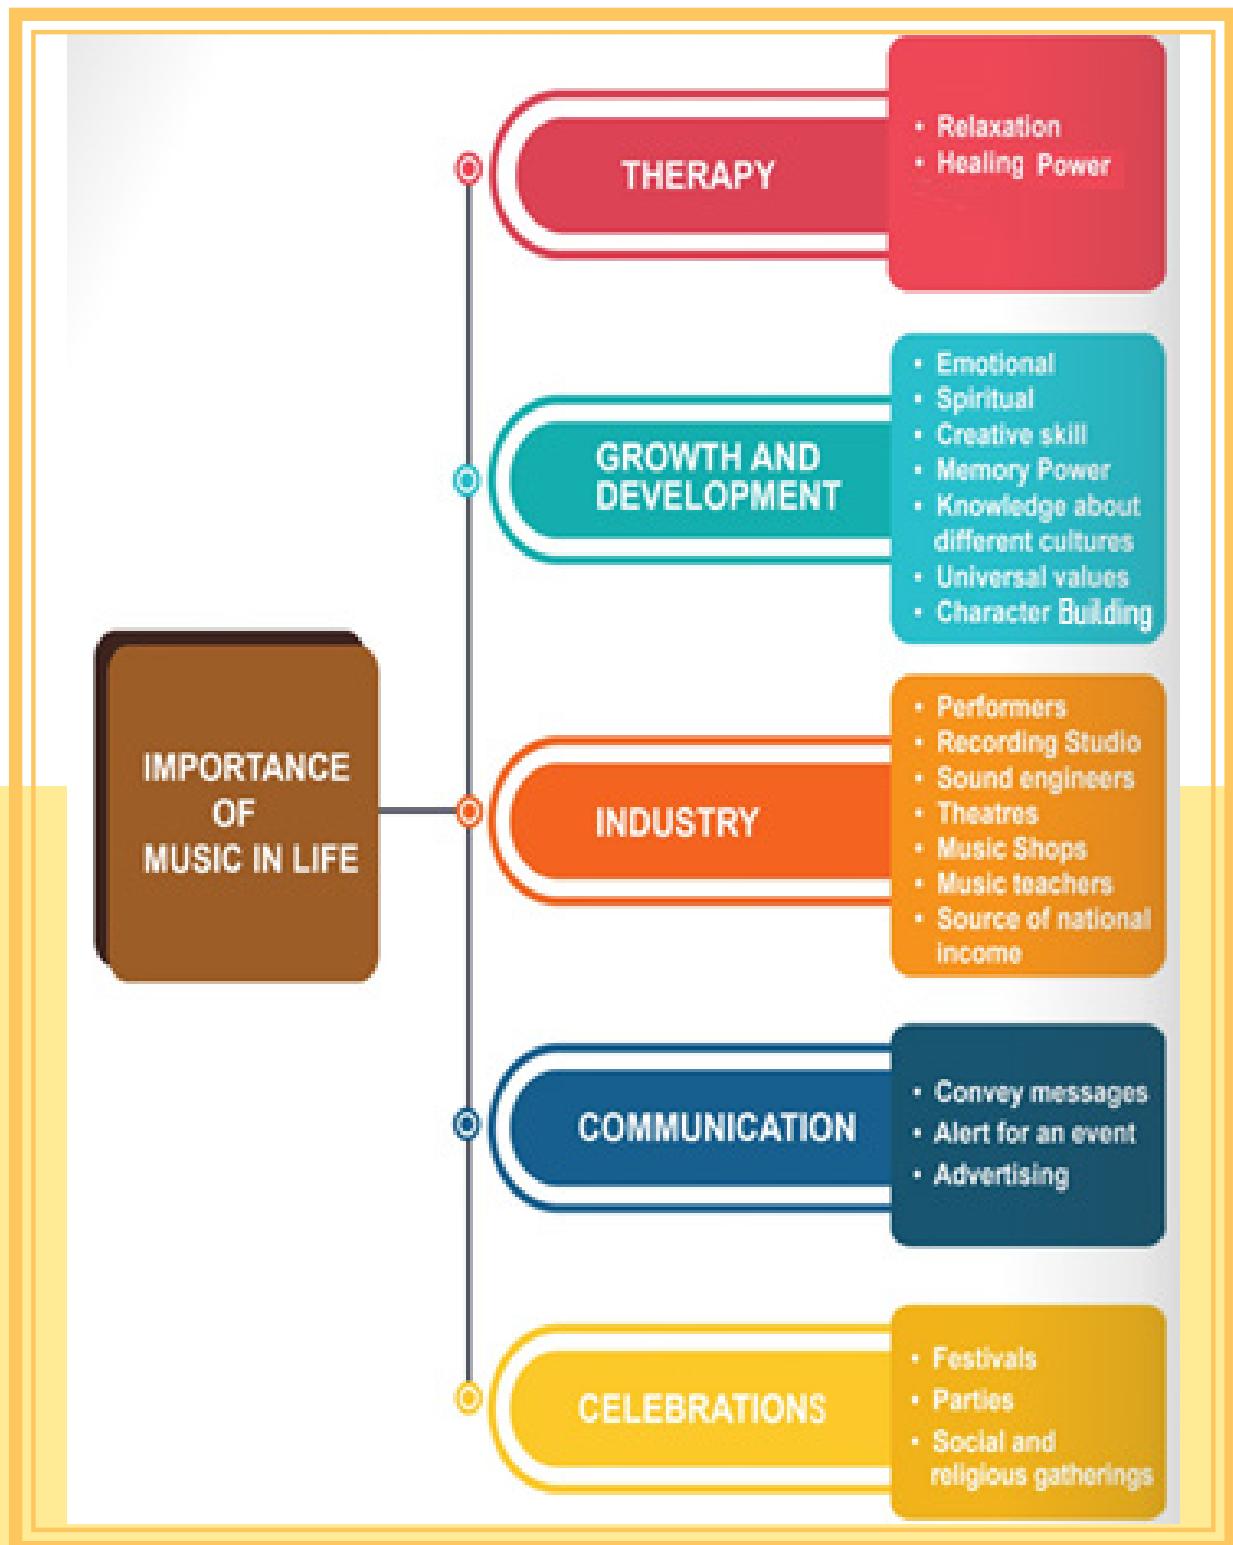 THERAPY
• Relaxation
• Healing Power
GROWTH AND
DEVELOPMENT
• Emotional
• Spiritual
• Creative skill
• Memory Power
• Knowledge about
different cultures
• Universal values
• Character Building
IMPORTANCE
OF
MUSIC IN LIFE
INDUSTRY
• Performers
• Recording Studio
• Sound engineers
• Theatres
• Music Shops
• Music teachers
• Source of national
income
COMMUNICATION
• Convey messages
• Alert for an event
• Advertising
CELEBRATIONS
• Festivals
• Parties
• Social and
religious gatherings